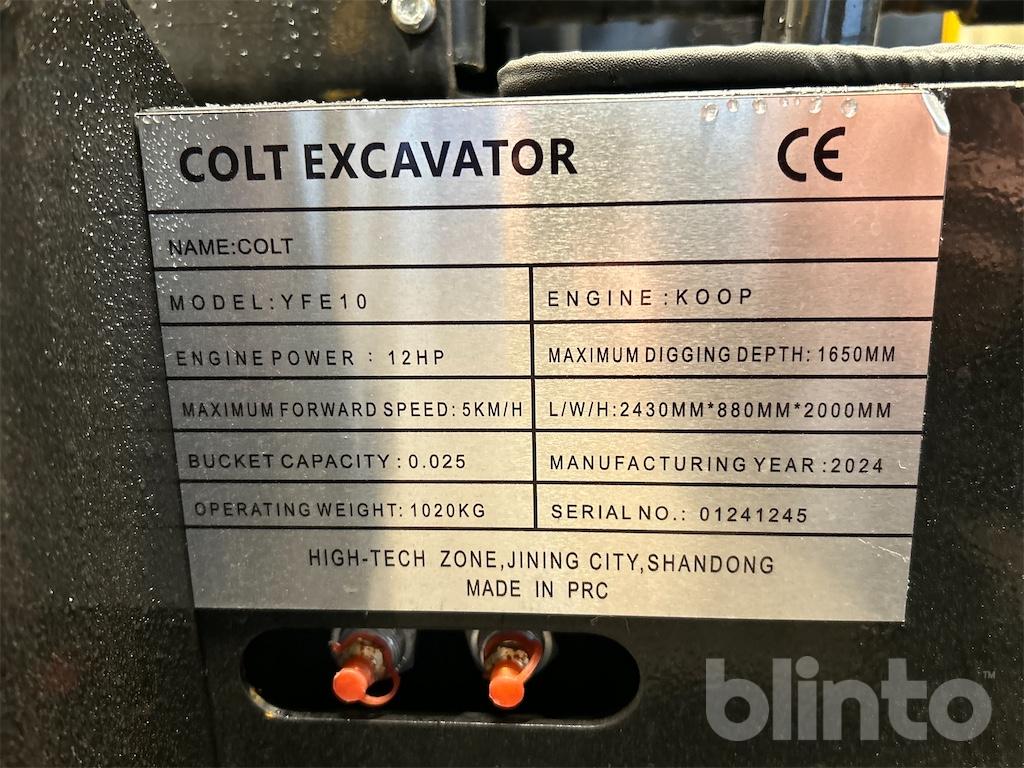 COLT EXCAVATOR CE
NAME:COLT
MODEL:YFE10 ENGINE:KOOP
ENGINE POWER : 12HP MAXIMUM DIGGING DEPTH: 1650MM
MAXIMUM FORWARD SPEED: 5KM/H L/W/H:2430MM*880MM*2000MM
BUCKET CAPACITY:0.025 MANUFACTURING YEAR:2024
OPERATING WEIGHT: 1020KG SERIAL NO.: 01241245
HIGH-TECH ZONE,JINING CITY,SHANDONG
MADE IN PRC
blinto™